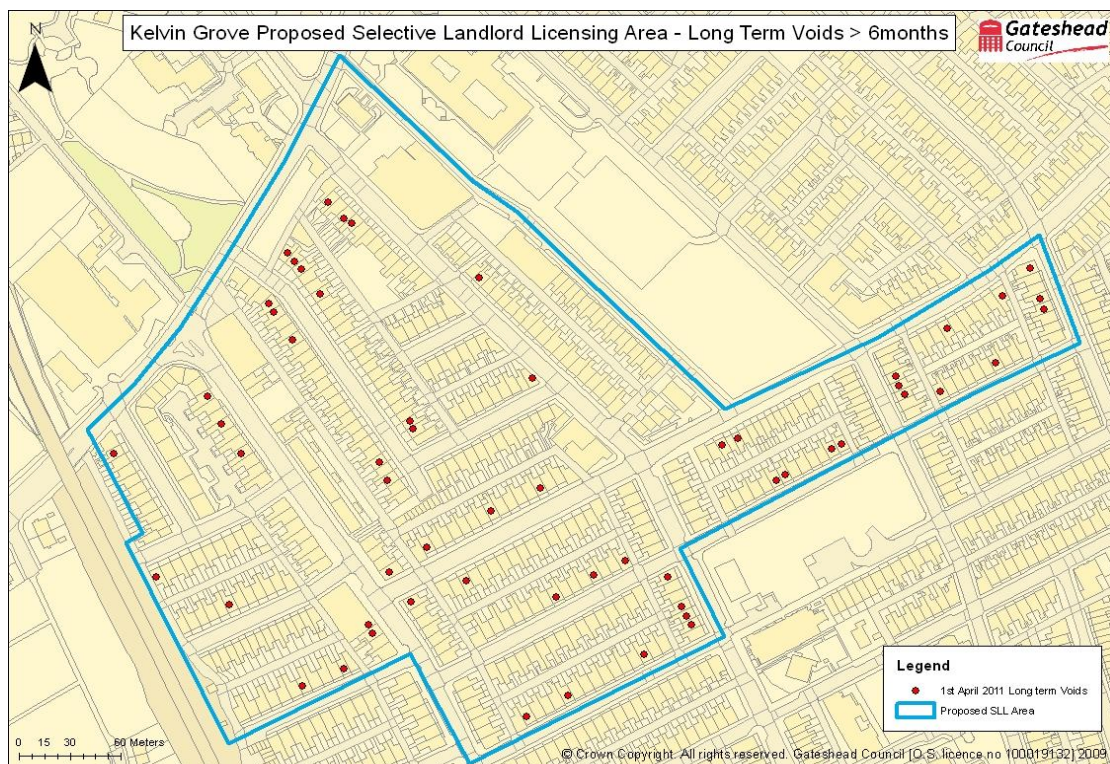 Kelvin Grove Proposed Selective Landlord Licensing Area - Long Term Voids > 6months
Gateshead
Council
N
Legend
1st April 2011 Long term Voids
Proposed SLL Area
0 15 30 60 Meters
© Crown Copyright. All rights reserved. Gateshead Council [O.S. licence no 100019132] 2009